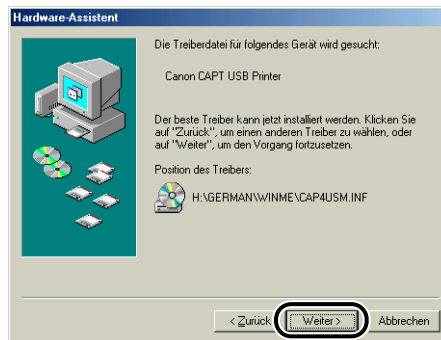 Hardware-Assistent
Die Treiberdatei für folgendes Gerät wird gesucht:
Canon CAPT USB Printer
Der beste Treiber kann jetzt installiert werden. Klicken Sie
auf "Zurück", um einen anderen Treiber zu wählen, oder
auf "Weiter", um den Vorgang fortzusetzen.
Position des Treibers:
H:\GERMAN\WINME\CAP4USM.INF
< Zurück
Weiter >
Abbrechen